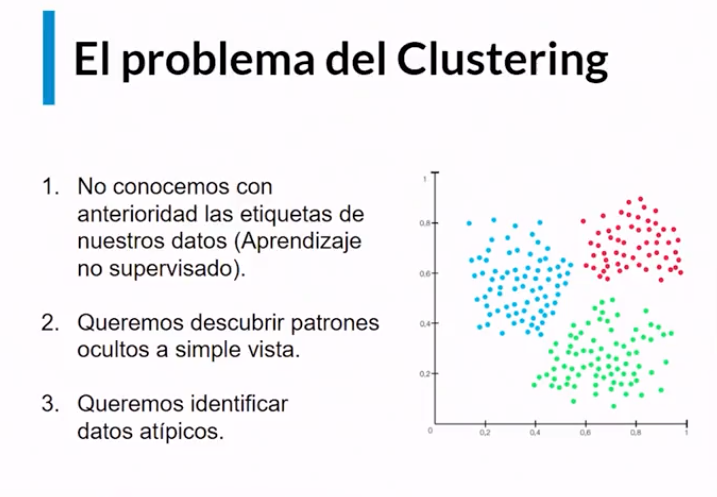 El problema del Clustering
1. No conocemos con
anterioridad las etiquetas de
nuestros datos (Aprendizaje
no supervisado).
2. Queremos descubrir patrones
ocultos a simple vista.
3. Queremos identificar
datos atípicos.
1
0,8
0,6
0,4
0,2
0 0,2 0,4 0,6 0,8 1